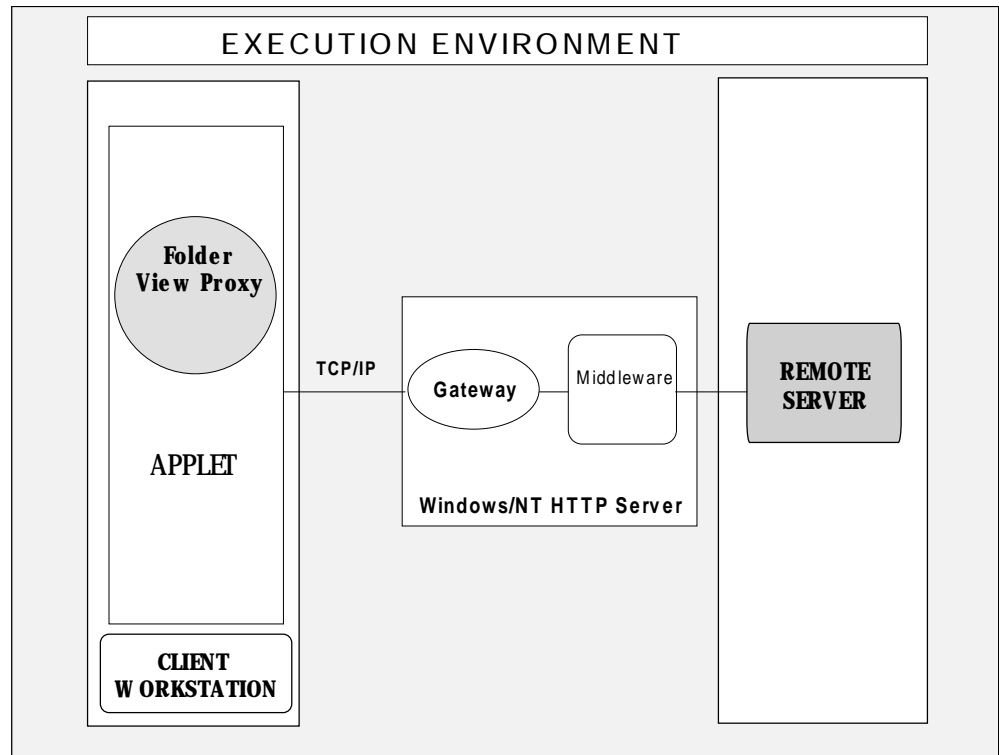 EXECUTION ENVIRONMENT
Folder
View Proxy
APPLET
CLIENT
WORKSTATION
TCP/IP
Gateway
Middleware
Windows/NT HTTP Server
REMOTE
SERVER